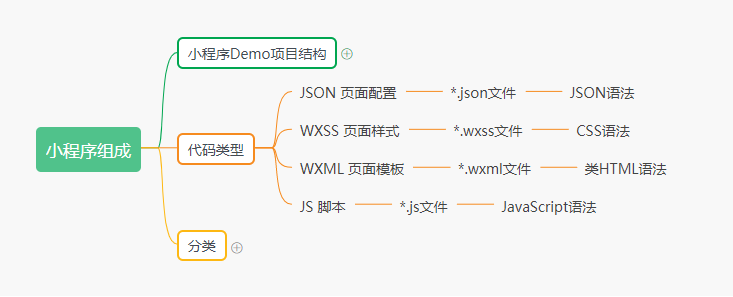 小程序组成
小程序Demo项目结构
代码类型
JSON 页面配置 *.json文件 JSON语法
WXSS 页面样式 *.wxss文件 CSS语法
WXML 页面模板 *.wxml文件 类HTML语法
JS 脚本 *.js文件 JavaScript语法
分类